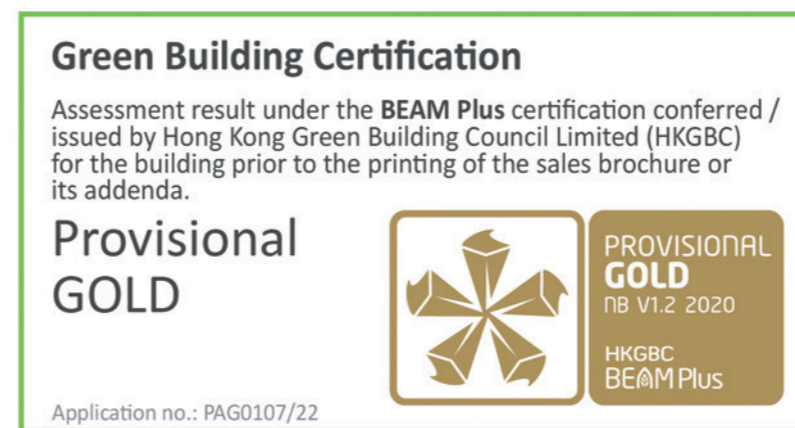 Green Building Certification
Assessment result under the BEAM Plus certification conferred /
issued by Hong Kong Green Building Council Limited (HKGBC)
for the building prior to the printing of the sales brochure or
its addenda.
Provisional
GOLD
PROVISIONAL
GOLD
NB V1.2 2020
HKGBC
BEAM Plus
Application no.: PAG0107/22